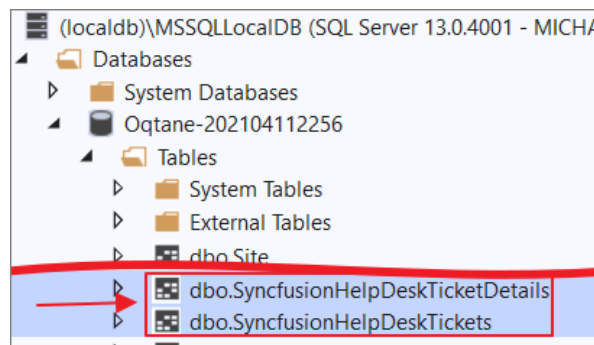 (localdb)\MSSQLLocalDB (SQL Server 13.0.4001 - MICHA
Databases
System Databases
Oqtane-202104112256
Tables
System Tables
External Tables
dbo.Site
dbo.SyncfusionHelpDeskTicketDetails
dbo.SyncfusionHelpDeskTickets